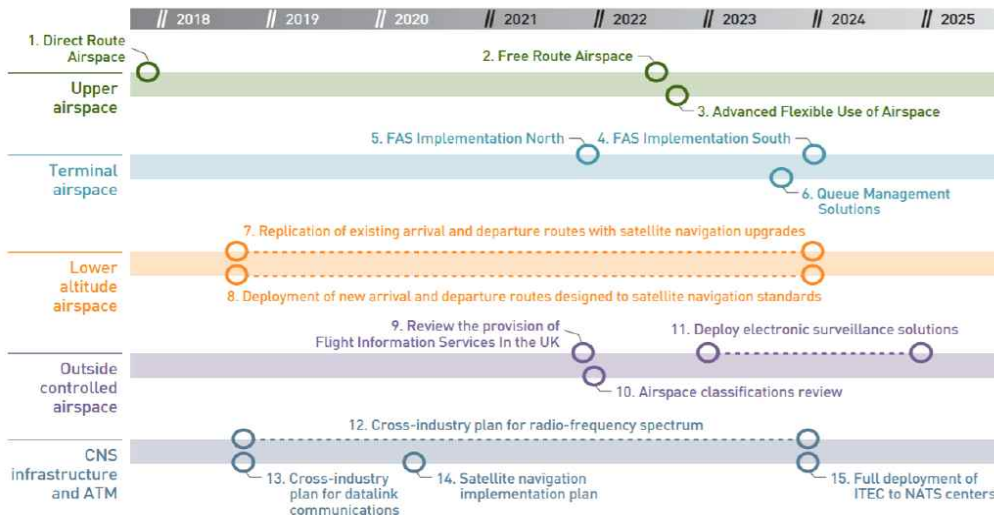 // 2018 // 2019 // 2020 // 2021 // 2022 // 2023 // 2024 // 2025
1. Direct Route
Airspace
2. Free Route Airspace
Upper
airspace
3. Advanced Flexible Use of Airspace
5. FAS Implementation North
4. FAS Implementation South
Terminal
airspace
6. Queue Management
Solutions
7. Replication of existing arrival and departure routes with satellite navigation upgrades
Lower
altitude
airspace
8. Deployment of new arrival and departure routes designed to satellite navigation standards
9. Review the provision of
Flight Information Services In the UK
11. Deploy electronic surveillance solutions
Outside
controlled
airspace
10. Airspace classifications review
12. Cross-industry plan for radio-frequency spectrum
CNS
infrastructure
and ATM
13. Cross-industry
plan for datalink
communications
14. Satellite navigation
implementation plan
15. Full deployment of
ITEC to NATS centers